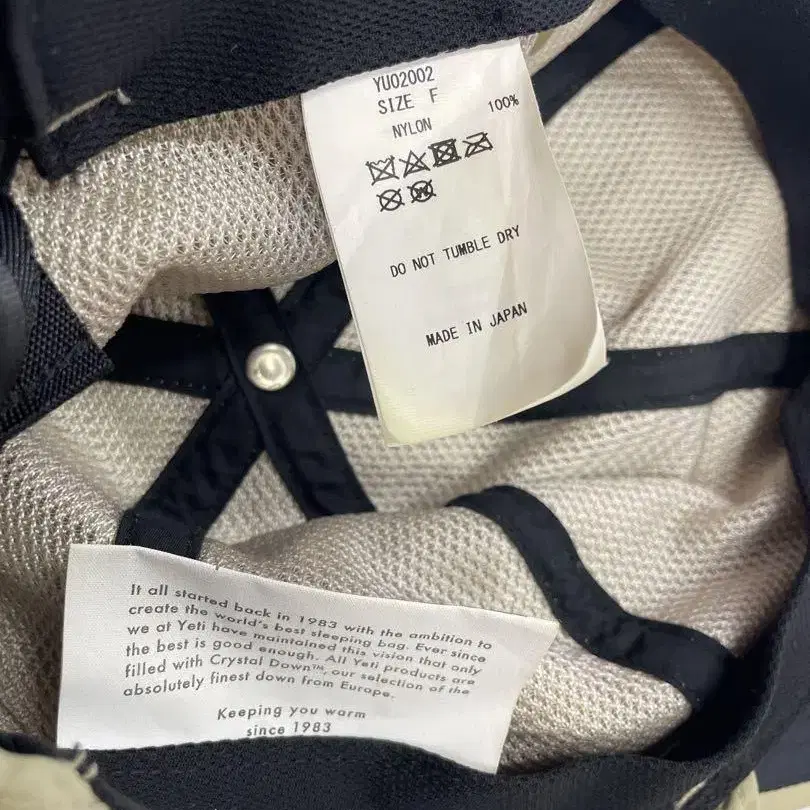 YU02002
SIZE F
100%
NYLON
W
DO NOT TUMBLE DRY
MADE IN JAPAN
It all started back in 1983 with the ambition to
create the world's best sleeping bag. Ever since
we at Yeti have maintained this vision that only
the best is good enough. All Yeti products are
filled with Crystal Down™, our selection of the
absolutely finest down from Europe.
Keeping you warm
since 1983